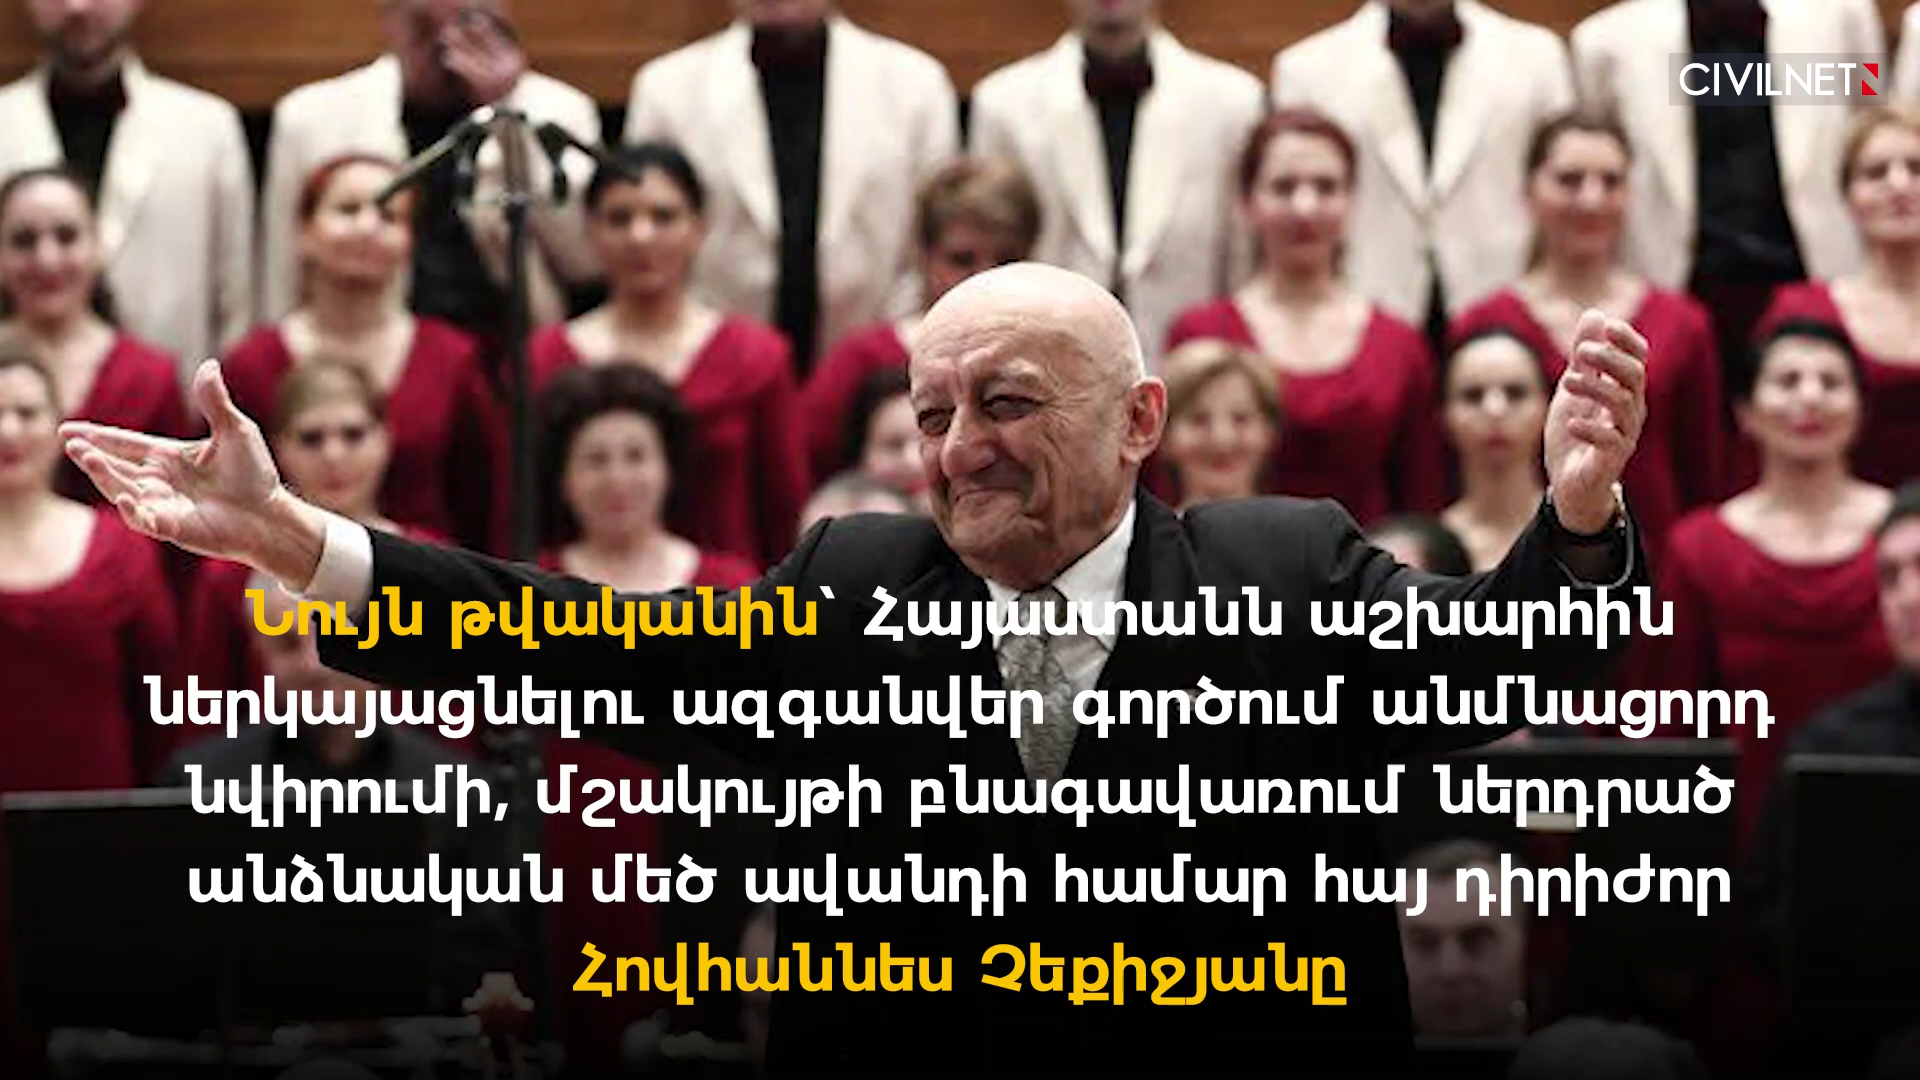 CIVILNET
Նույն թվականին՝ Հայաստանն աշխարհին
ներկայացնելու ազգանվեր գործում անմնացորդ
նվիրումի, մշակույթի բնագավառում ներդրած
անձնական մեծ ավանդի համար հայ դիրիժոր
Հովհաննես Չեքիջյանը